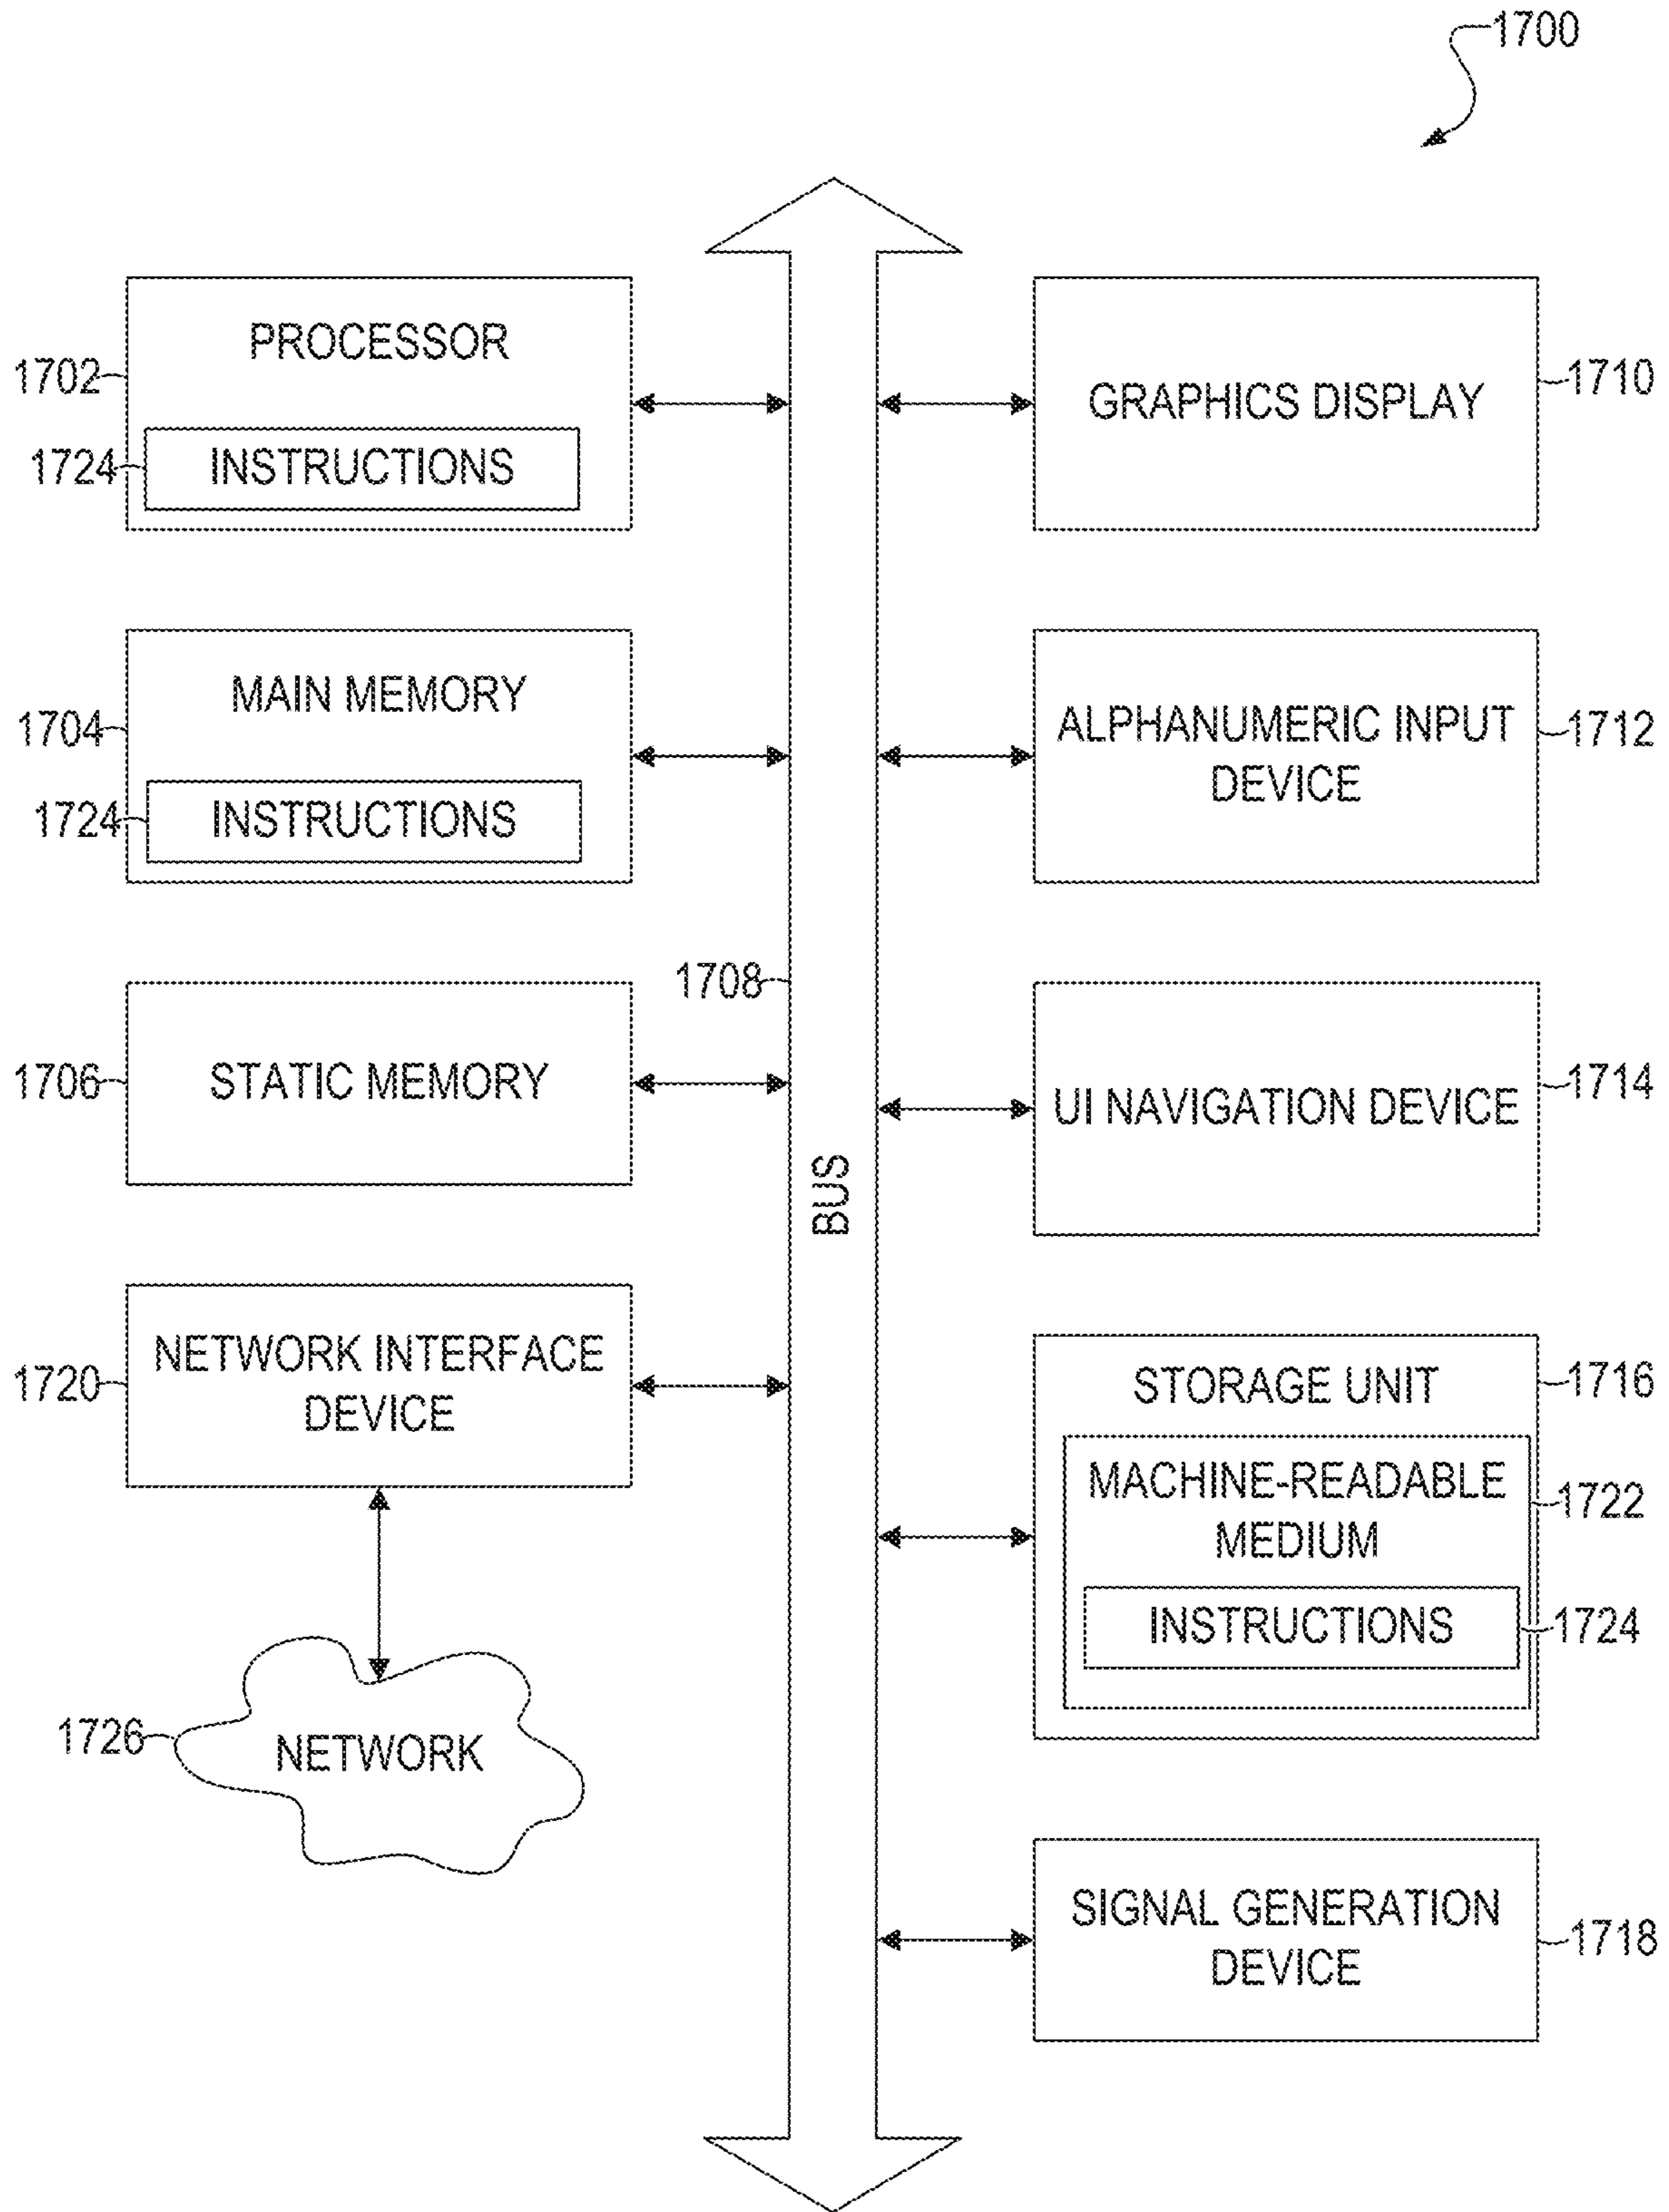 1700
PROCESSOR
1702
1724
INSTRUCTIONS
MAIN MEMORY
1704
1724
INSTRUCTIONS
1706
STATIC MEMORY
1720
NETWORK INTERFACE
DEVICE
1726
NETWORK
1708
BUS
GRAPHICS DISPLAY
1710
ALPHANUMERIC INPUT
DEVICE
1712
UI NAVIGATION DEVICE
1714
STORAGE UNIT
1716
MACHINE-READABLE
MEDIUM
1722
INSTRUCTIONS
1724
SIGNAL GENERATION
DEVICE
1718